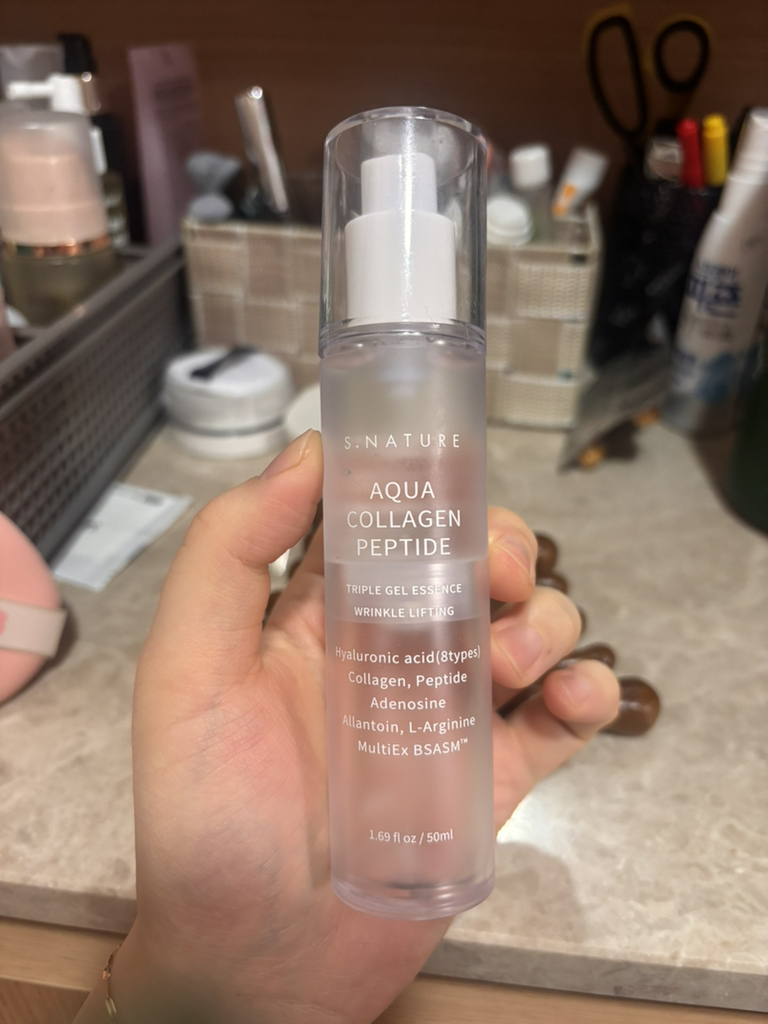 S:NATURE
AQUA
COLLAGEN
PEPTIDE
TRIPLE GEL ESSENCE
WRINKLE LIFTING
Hyaluronic acid(8types)
Collagen, Peptide
Adenosine
Allantoin, L-Arginine
MultiEx BSASM™
1.69 fl oz / 50ml